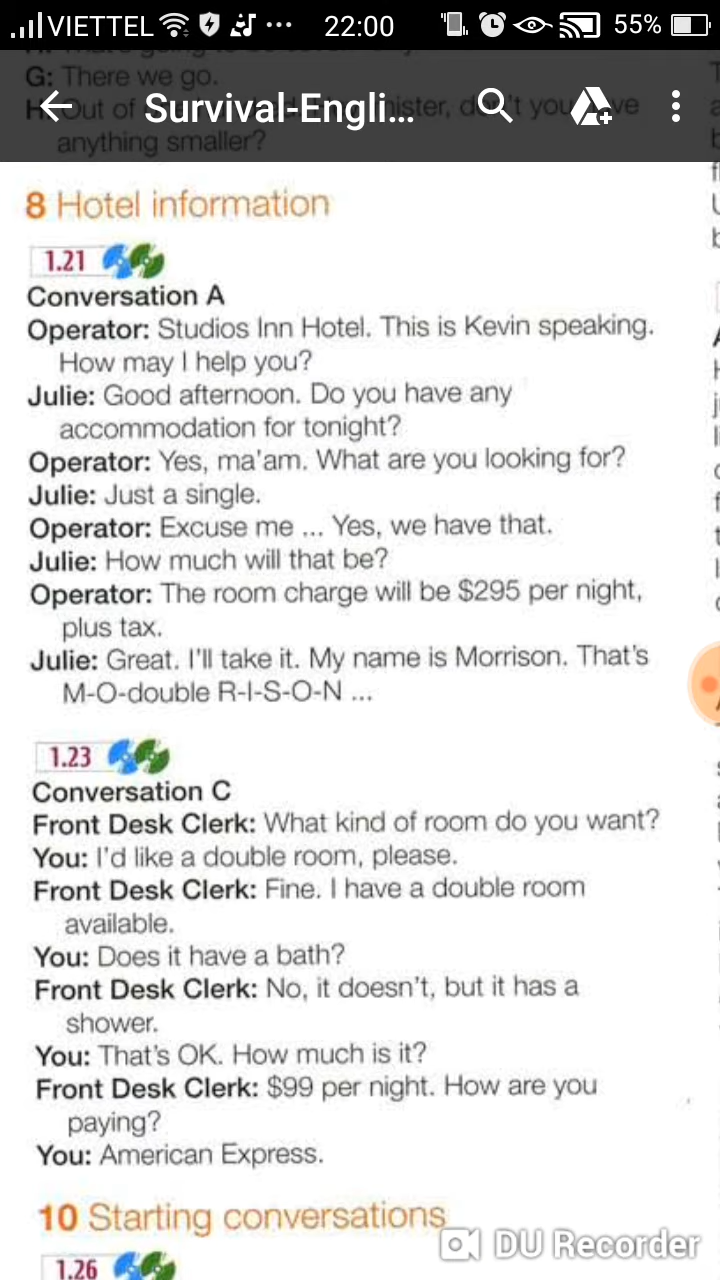 VIETTEL 22:00 55%
G: There we go.
Survival-Engli...
anything smaller?
8 Hotel information
1.21
Conversation A
Operator: Studios Inn Hotel. This is Kevin speaking.
How may I help you?
Julie: Good afternoon. Do you have any
accommodation for tonight?
Operator: Yes, ma'am. What are you looking for?
Julie: Just a single.
Operator: Excuse me ... Yes, we have that.
Julie: How much will that be?
Operator: The room charge will be $295 per night,
plus tax.
Julie: Great. I'll take it. My name is Morrison. That's
M-O-double R-I-S-O-N ...
1.23
Conversation C
Front Desk Clerk: What kind of room do you want?
You: I'd like a double room, please.
Front Desk Clerk: Fine. I have a double room
available.
You: Does it have a bath?
Front Desk Clerk: No, it doesn't, but it has a
shower.
You: That's OK. How much is it?
Front Desk Clerk: $99 per night. How are you
paying?
You: American Express.
10 Starting conversations
DU Recorder
1.26